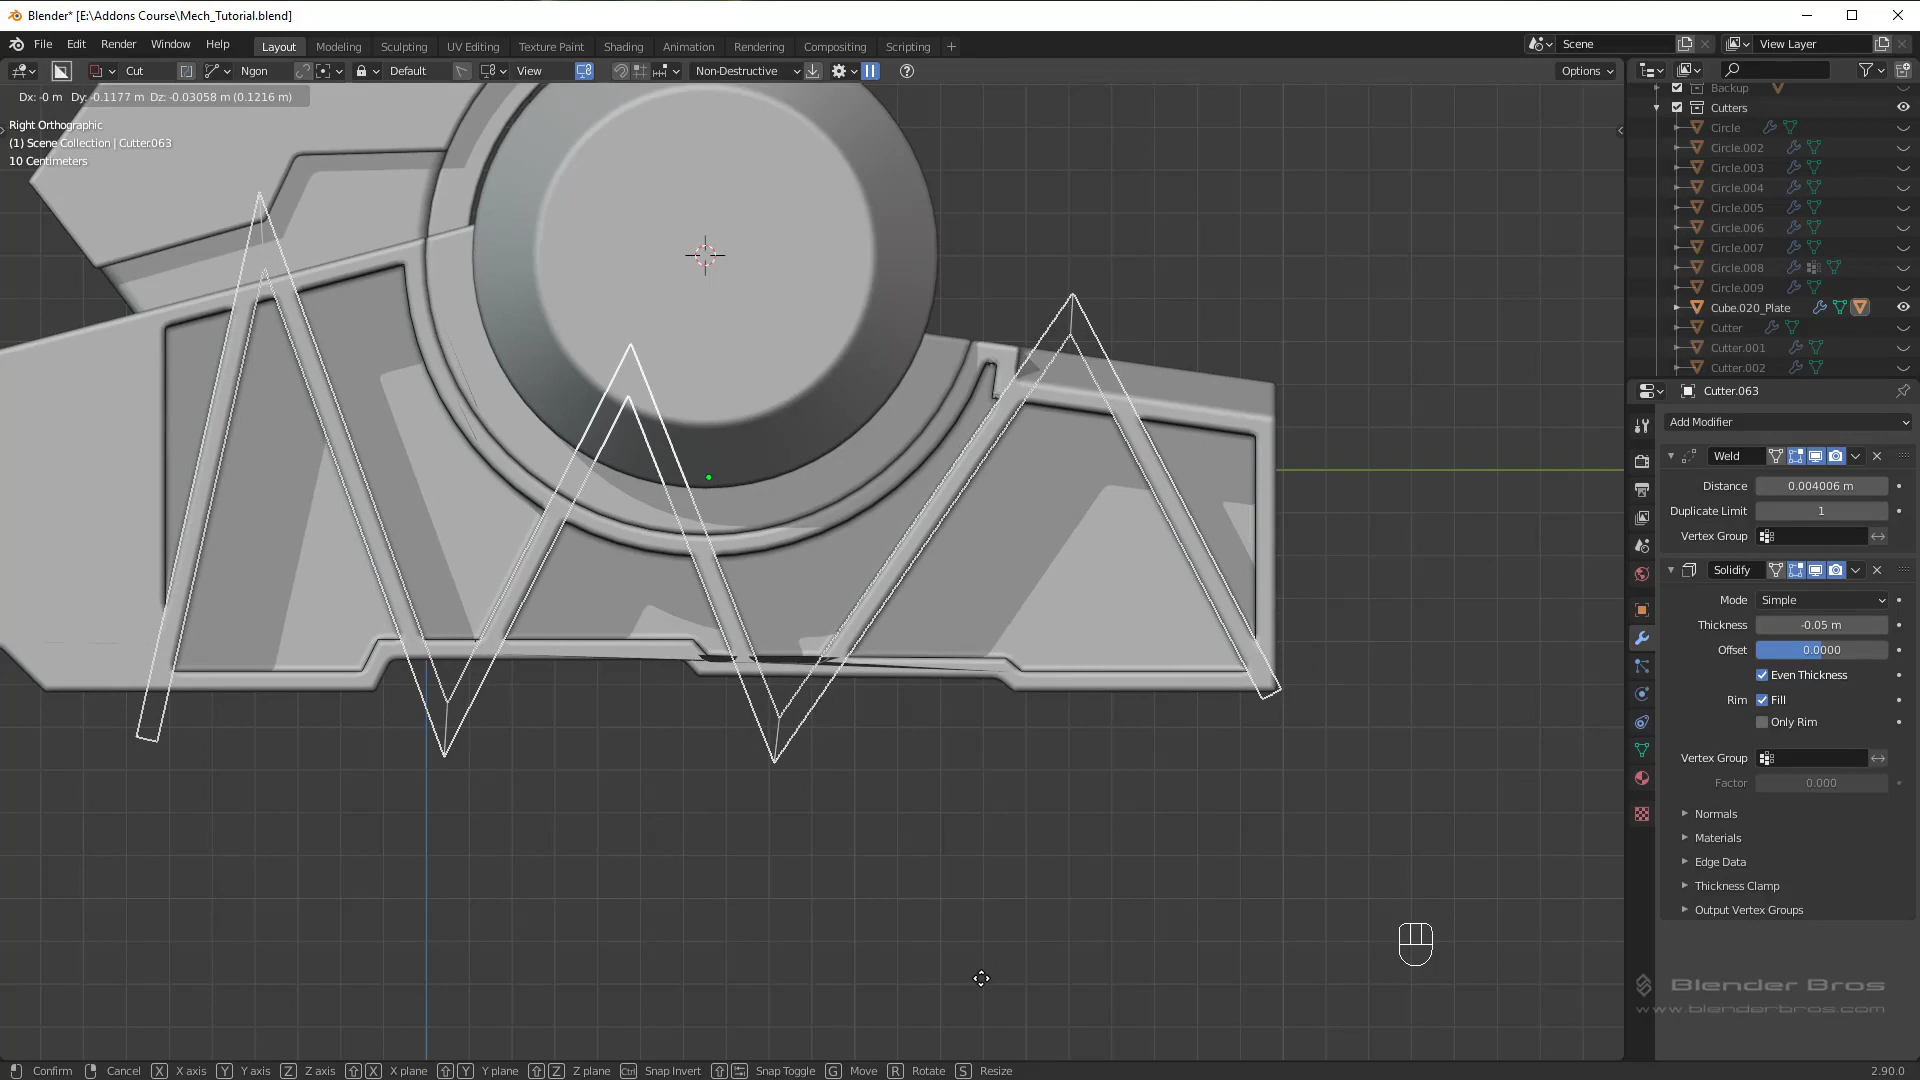 Blender* [E:\Addons Course\Mech_Tutorial.blend]
File Edit Render Window Help Layout Modeling Sculpting UV Editing Texture Paint Shading Animation Rendering Compositing Scripting + Scene View Layer
Cut Ngon Default View Non-Destructive Options
Dx: -0 m Dy: -0.1177 m Dz: -0.03058 m (0.1216 m)
Right Orthographic
(1) Scene Collection | Cutter.063
10 Centimeters
Backup
Cutters
Circle
Circle.002
Circle.003
Circle.004
Circle.005
Circle.006
Circle.007
Circle.008
Circle.009
Cube.020_Plate
Cutter
Cutter.001
Cutter.002
Cutter.063
Add Modifier
Weld
Distance 0.004006 m
Duplicate Limit 1
Vertex Group
Solidify
Mode Simple
Thickness -0.05 m
Offset 0.0000
Even Thickness
Rim Fill
Only Rim
Vertex Group
Factor 0.000
Normals
Materials
Edge Data
Thickness Clamp
Output Vertex Groups
Blender Bros
www.blenderbros.com
Confirm Cancel X X axis Y Y axis Z Z axis X X plane Y Y plane Z Z plane Ctrl Snap Invert Snap Toggle G Move R Rotate S Resize 2.90.0